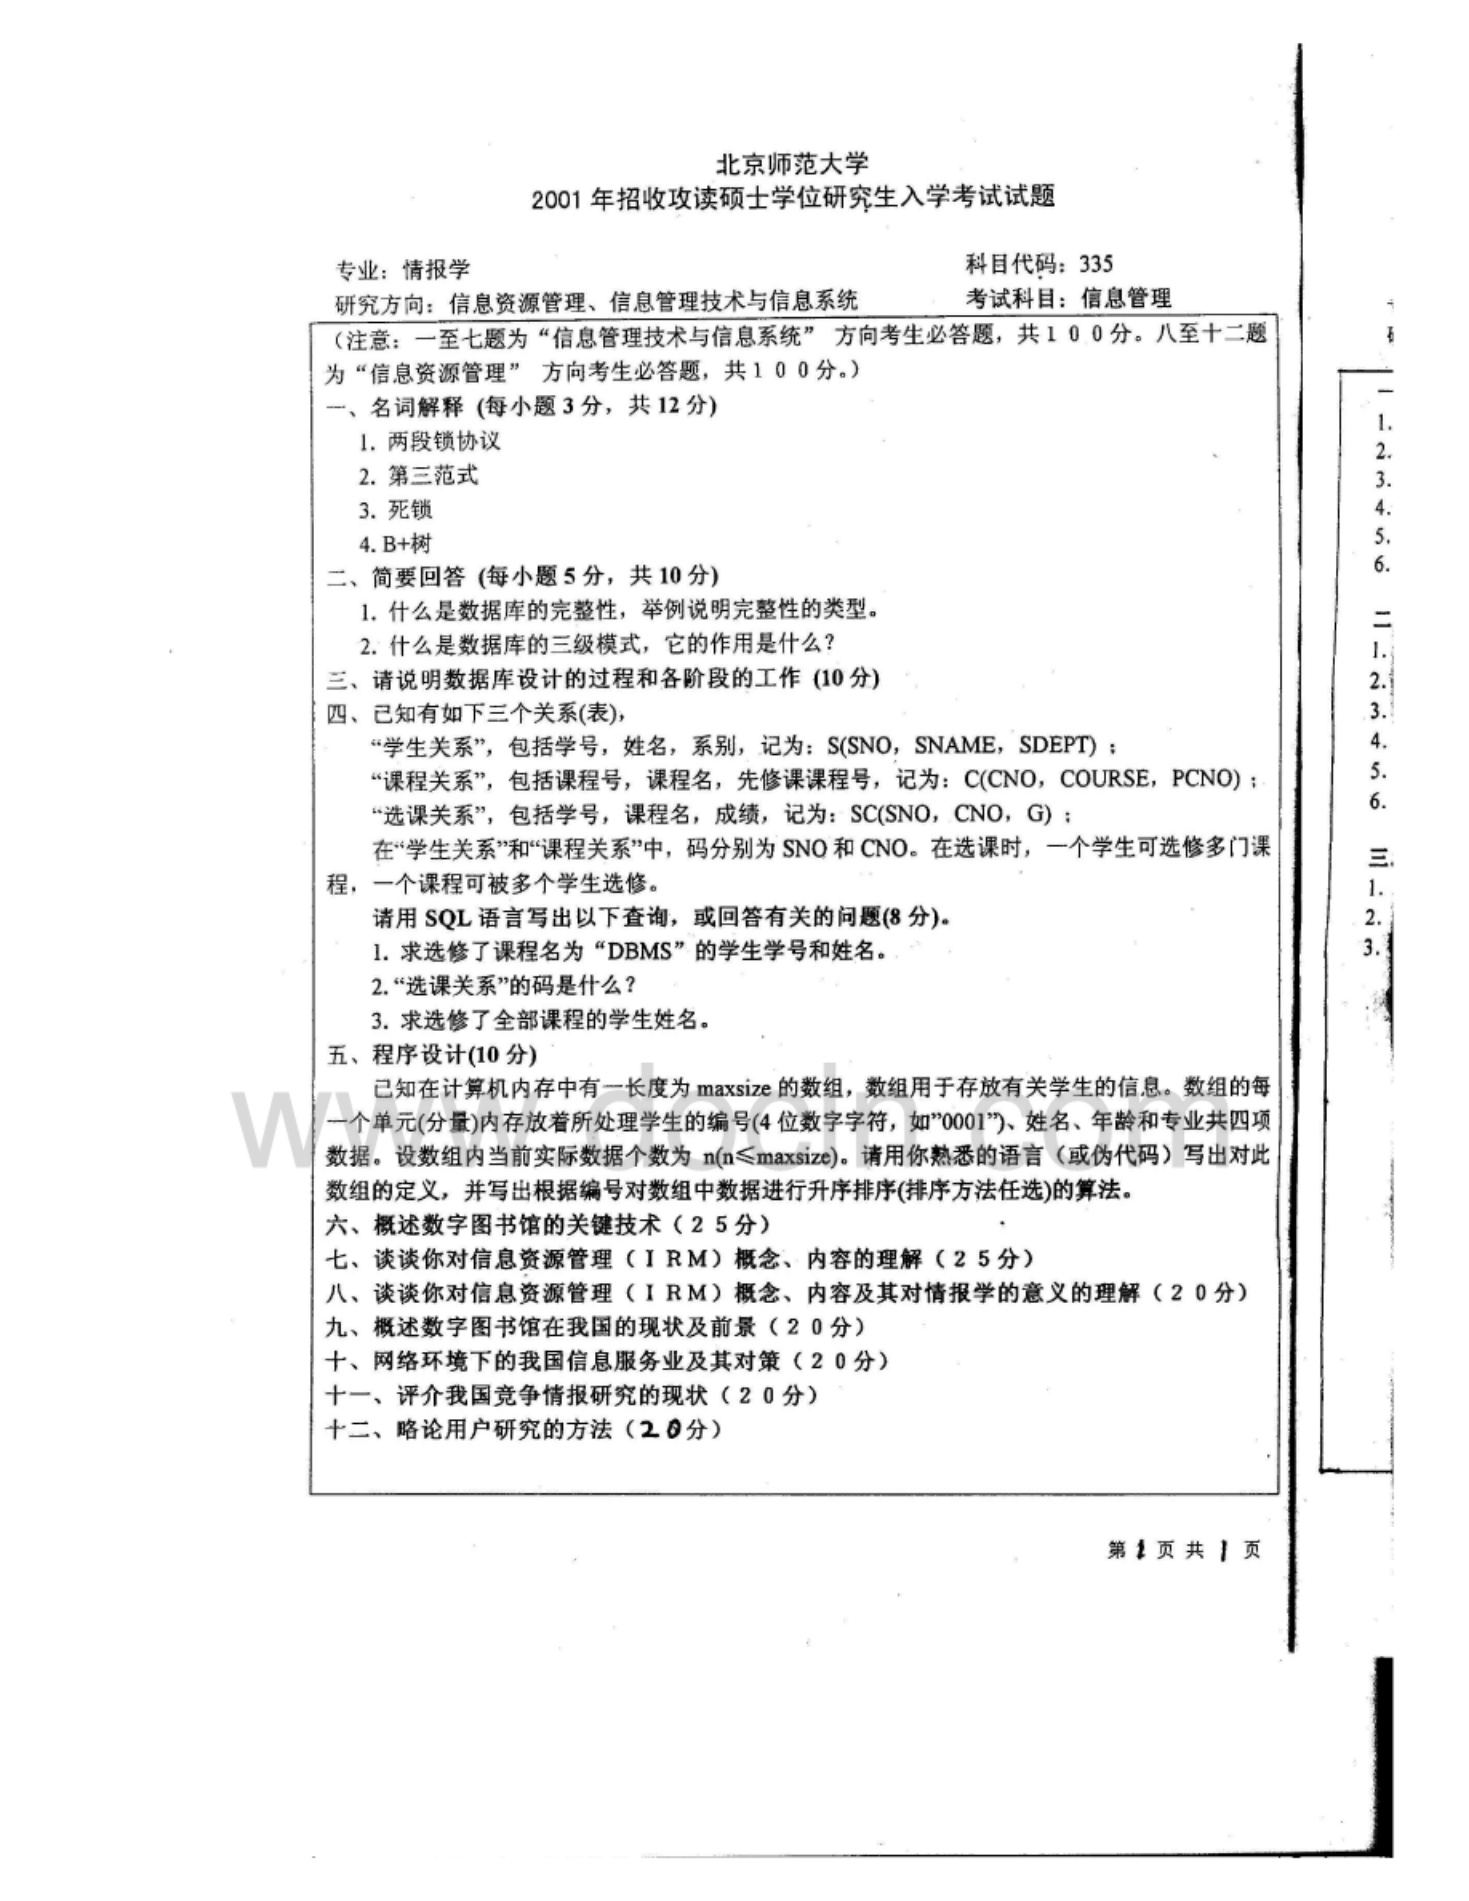 北京师范大学
2001 年招收攻读硕士学位研究生入学考试试题
专业：情报学 科目代码：335
研究方向：信息资源管理、信息管理技术与信息系统 考试科目：信息管理
（注意：一至七题为“信息管理技术与信息系统” 方向考生必答题，共１００分。八至十二题
为“信息资源管理” 方向考生必答题，共１００分。）
一、名词解释 (每小题 3 分，共 12 分)
1. 两段锁协议
2. 第三范式
3. 死锁
4. B+树
二、简要回答 (每小题 5 分，共 10 分)
1. 什么是数据库的完整性，举例说明完整性的类型。
2. 什么是数据库的三级模式，它的作用是什么？
三、请说明数据库设计的过程和各阶段的工作 (10 分)
四、已知有如下三个关系(表)，
“学生关系”，包括学号，姓名，系别，记为：S(SNO，SNAME，SDEPT)；
“课程关系”，包括课程号，课程名，先修课课程号，记为：C(CNO，COURSE，PCNO)；
“选课关系”，包括学号，课程名，成绩，记为：SC(SNO，CNO，G)；
在“学生关系”和“课程关系”中，码分别为 SNO 和 CNO。在选课时，一个学生可选修多门课
程，一个课程可被多个学生选修。
请用 SQL 语言写出以下查询，或回答有关的问题(8 分)。
1. 求选修了课程名为“DBMS”的学生学号和姓名。
2. “选课关系”的码是什么？
3. 求选修了全部课程的学生姓名。
五、程序设计(10 分)
已知在计算机内存中有一长度为 maxsize 的数组，数组用于存放有关学生的信息。数组的每
一个单元(分量)内存放着所处理学生的编号(4 位数字字符，如”0001”)、姓名、年龄和专业共四项
数据。设数组内当前实际数据个数为 n(n≤maxsize)。请用你熟悉的语言（或伪代码）写出对此
数组的定义，并写出根据编号对数组中数据进行升序排序(排序方法任选)的算法。
六、概述数字图书馆的关键技术（２５分）
七、谈谈你对信息资源管理（ＩＲＭ）概念、内容的理解（２５分）
八、谈谈你对信息资源管理（ＩＲＭ）概念、内容及其对情报学的意义的理解（２０分）
九、概述数字图书馆在我国的现状及前景（２０分）
十、网络环境下的我国信息服务业及其对策（２０分）
十一、评介我国竞争情报研究的现状（２０分）
十二、略论用户研究的方法（20分）
第 1 页 共 1 页
www.docin.com
一
1.
2.
3.
4.
5.
6.
二
1.
2.
3.
4.
5.
6.
三
1.
2.
3.